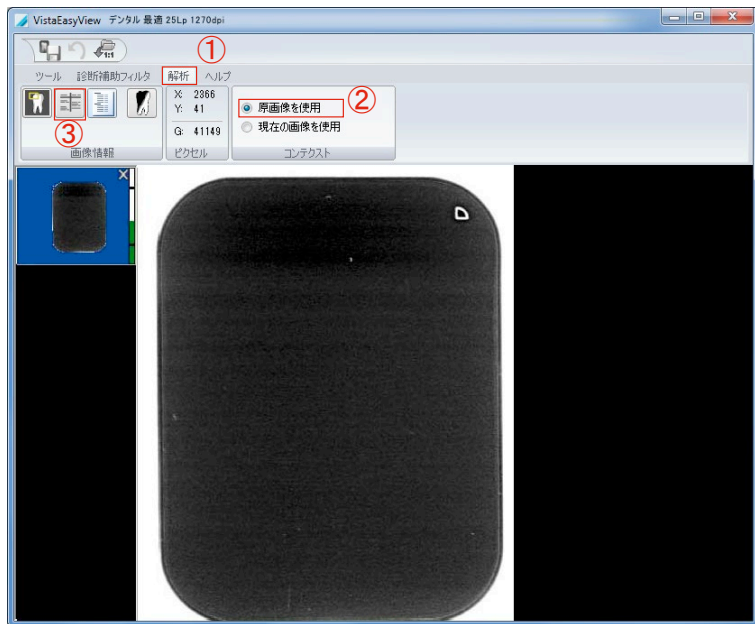 VistaEasyView デンタル 最適 25Lp 1270dpi
1:1
①
ツール 診断補助フィルタ 解析 ヘルプ
X: 2366
Y: 41
G: 41149
原画像を使用
②
現在の画像を使用
③
画像情報 ピクセル コンテクスト